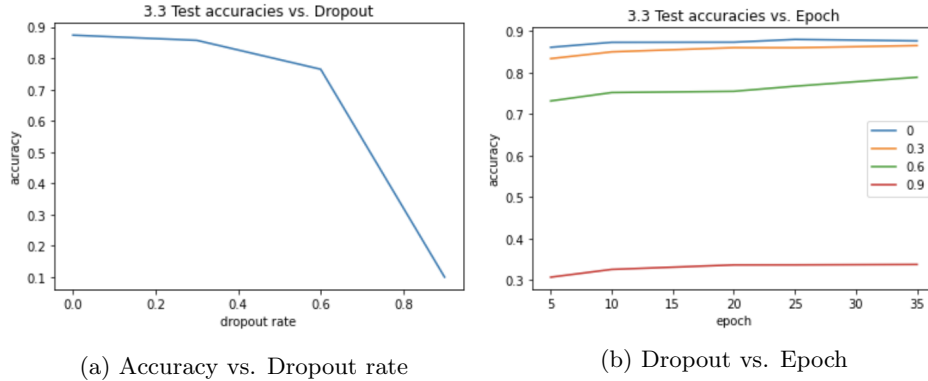 3.3 Test accuracies vs. Dropout
0.9
0.8
0.7
0.6
0.5
0.4
0.3
0.2
0.1
accuracy
0.0 0.2 0.4 0.6 0.8
dropout rate
(a) Accuracy vs. Dropout rate
3.3 Test accuracies vs. Epoch
0.9
0.8
0.7
0.6
0.5
0.4
0.3
accuracy
0
0.3
0.6
0.9
5 10 15 20 25 30 35
epoch
(b) Dropout vs. Epoch